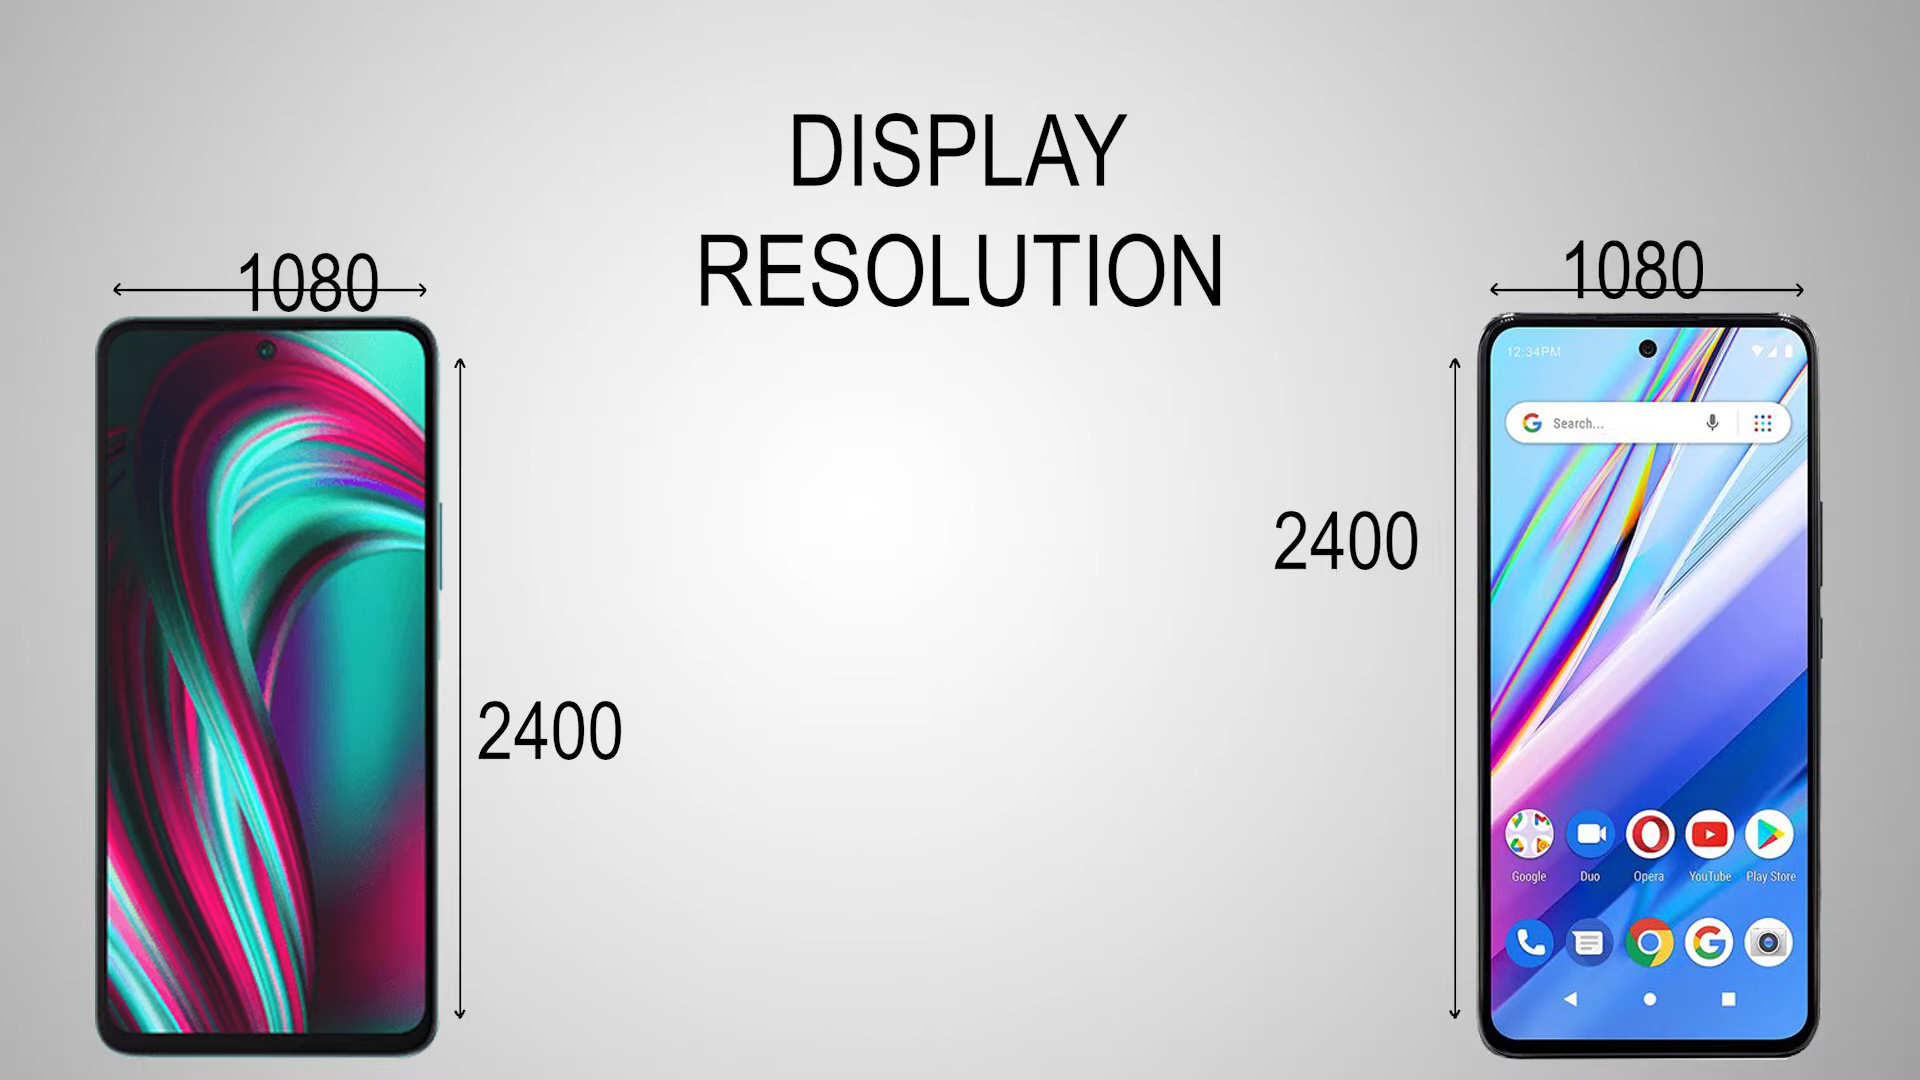 DISPLAY
RESOLUTION
1080
1080
12:34PM
Search...
2400
2400
Google Duo Opera YouTube Play Store